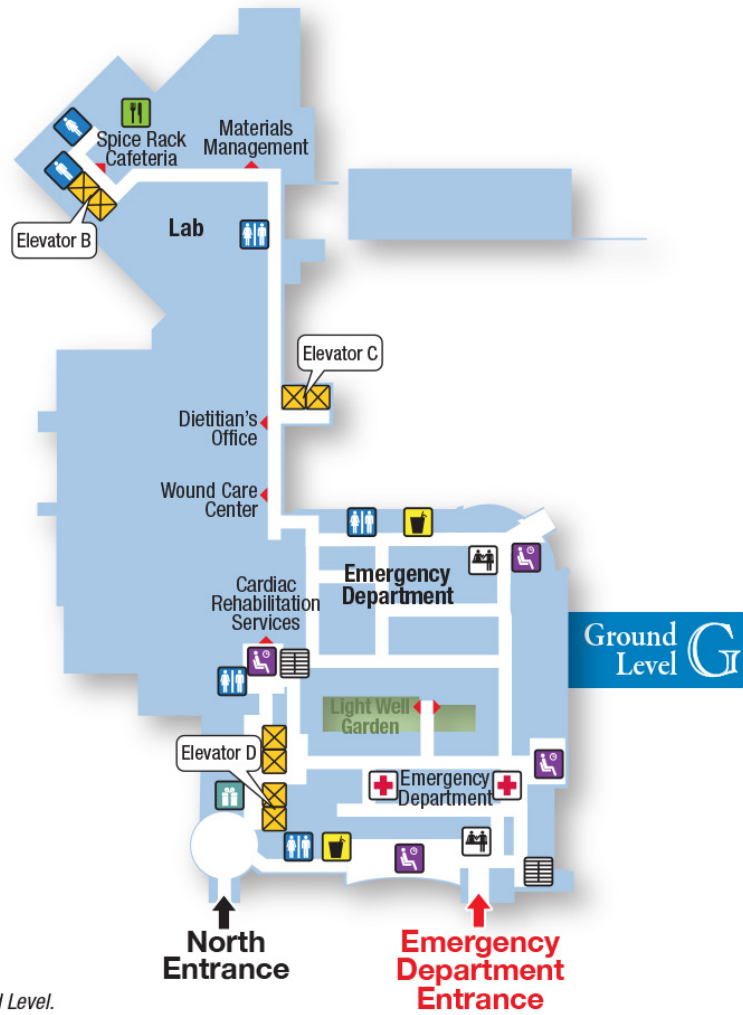 Spice Rack
Cafeteria
Materials
Management
Elevator B
Lab
Elevator C
Dietitian's
Office
Wound Care
Center
Emergency
Department
Cardiac
Rehabilitation
Services
Ground
Level
G
Light Well
Garden
Elevator D
Emergency
Department
North
Entrance
Emergency
Department
Entrance
Level.